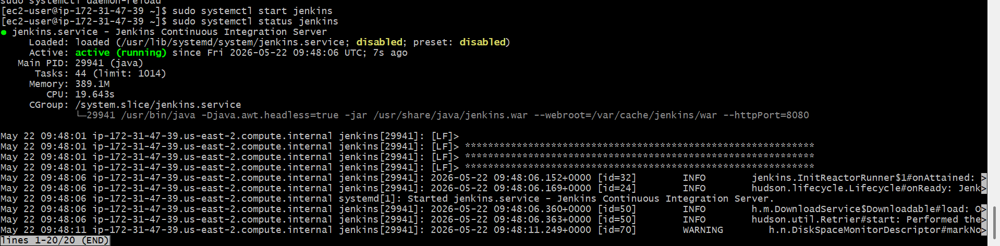 sudo systemctl daemon-reload
[ec2-user@ip-172-31-47-39 ~]$ sudo systemctl start jenkins
[ec2-user@ip-172-31-47-39 ~]$ sudo systemctl status jenkins
● jenkins.service - Jenkins Continuous Integration Server
     Loaded: loaded (/usr/lib/systemd/system/jenkins.service; disabled; preset: disabled)
     Active: active (running) since Fri 2026-05-22 09:48:06 UTC; 7s ago
   Main PID: 29941 (java)
      Tasks: 44 (limit: 1014)
     Memory: 389.1M
        CPU: 19.643s
     CGroup: /system.slice/jenkins.service
             └─29941 /usr/bin/java -Djava.awt.headless=true -jar /usr/share/java/jenkins.war --webroot=/var/cache/jenkins/war --httpPort=8080
May 22 09:48:01 ip-172-31-47-39.us-east-2.compute.internal jenkins[29941]: [LF]>
May 22 09:48:01 ip-172-31-47-39.us-east-2.compute.internal jenkins[29941]: [LF]> *************************************************************
May 22 09:48:01 ip-172-31-47-39.us-east-2.compute.internal jenkins[29941]: [LF]> *************************************************************
May 22 09:48:01 ip-172-31-47-39.us-east-2.compute.internal jenkins[29941]: [LF]> *************************************************************
May 22 09:48:06 ip-172-31-47-39.us-east-2.compute.internal jenkins[29941]: 2026-05-22 09:48:06.152+0000 [id=32]        INFO        jenkins.InitReactorRunner$1#onAttained: >
May 22 09:48:06 ip-172-31-47-39.us-east-2.compute.internal jenkins[29941]: 2026-05-22 09:48:06.169+0000 [id=24]        INFO        hudson.lifecycle.Lifecycle#onReady: Jenk>
May 22 09:48:06 ip-172-31-47-39.us-east-2.compute.internal systemd[1]: Started jenkins.service - Jenkins Continuous Integration Server.
May 22 09:48:06 ip-172-31-47-39.us-east-2.compute.internal jenkins[29941]: 2026-05-22 09:48:06.360+0000 [id=50]        INFO        h.m.DownloadService$Downloadable#load: O>
May 22 09:48:06 ip-172-31-47-39.us-east-2.compute.internal jenkins[29941]: 2026-05-22 09:48:06.363+0000 [id=50]        INFO        hudson.util.Retrier#start: Performed the>
May 22 09:48:11 ip-172-31-47-39.us-east-2.compute.internal jenkins[29941]: 2026-05-22 09:48:11.249+0000 [id=70]        WARNING        h.n.DiskSpaceMonitorDescriptor#markNo>
lines 1-20/20 (END)